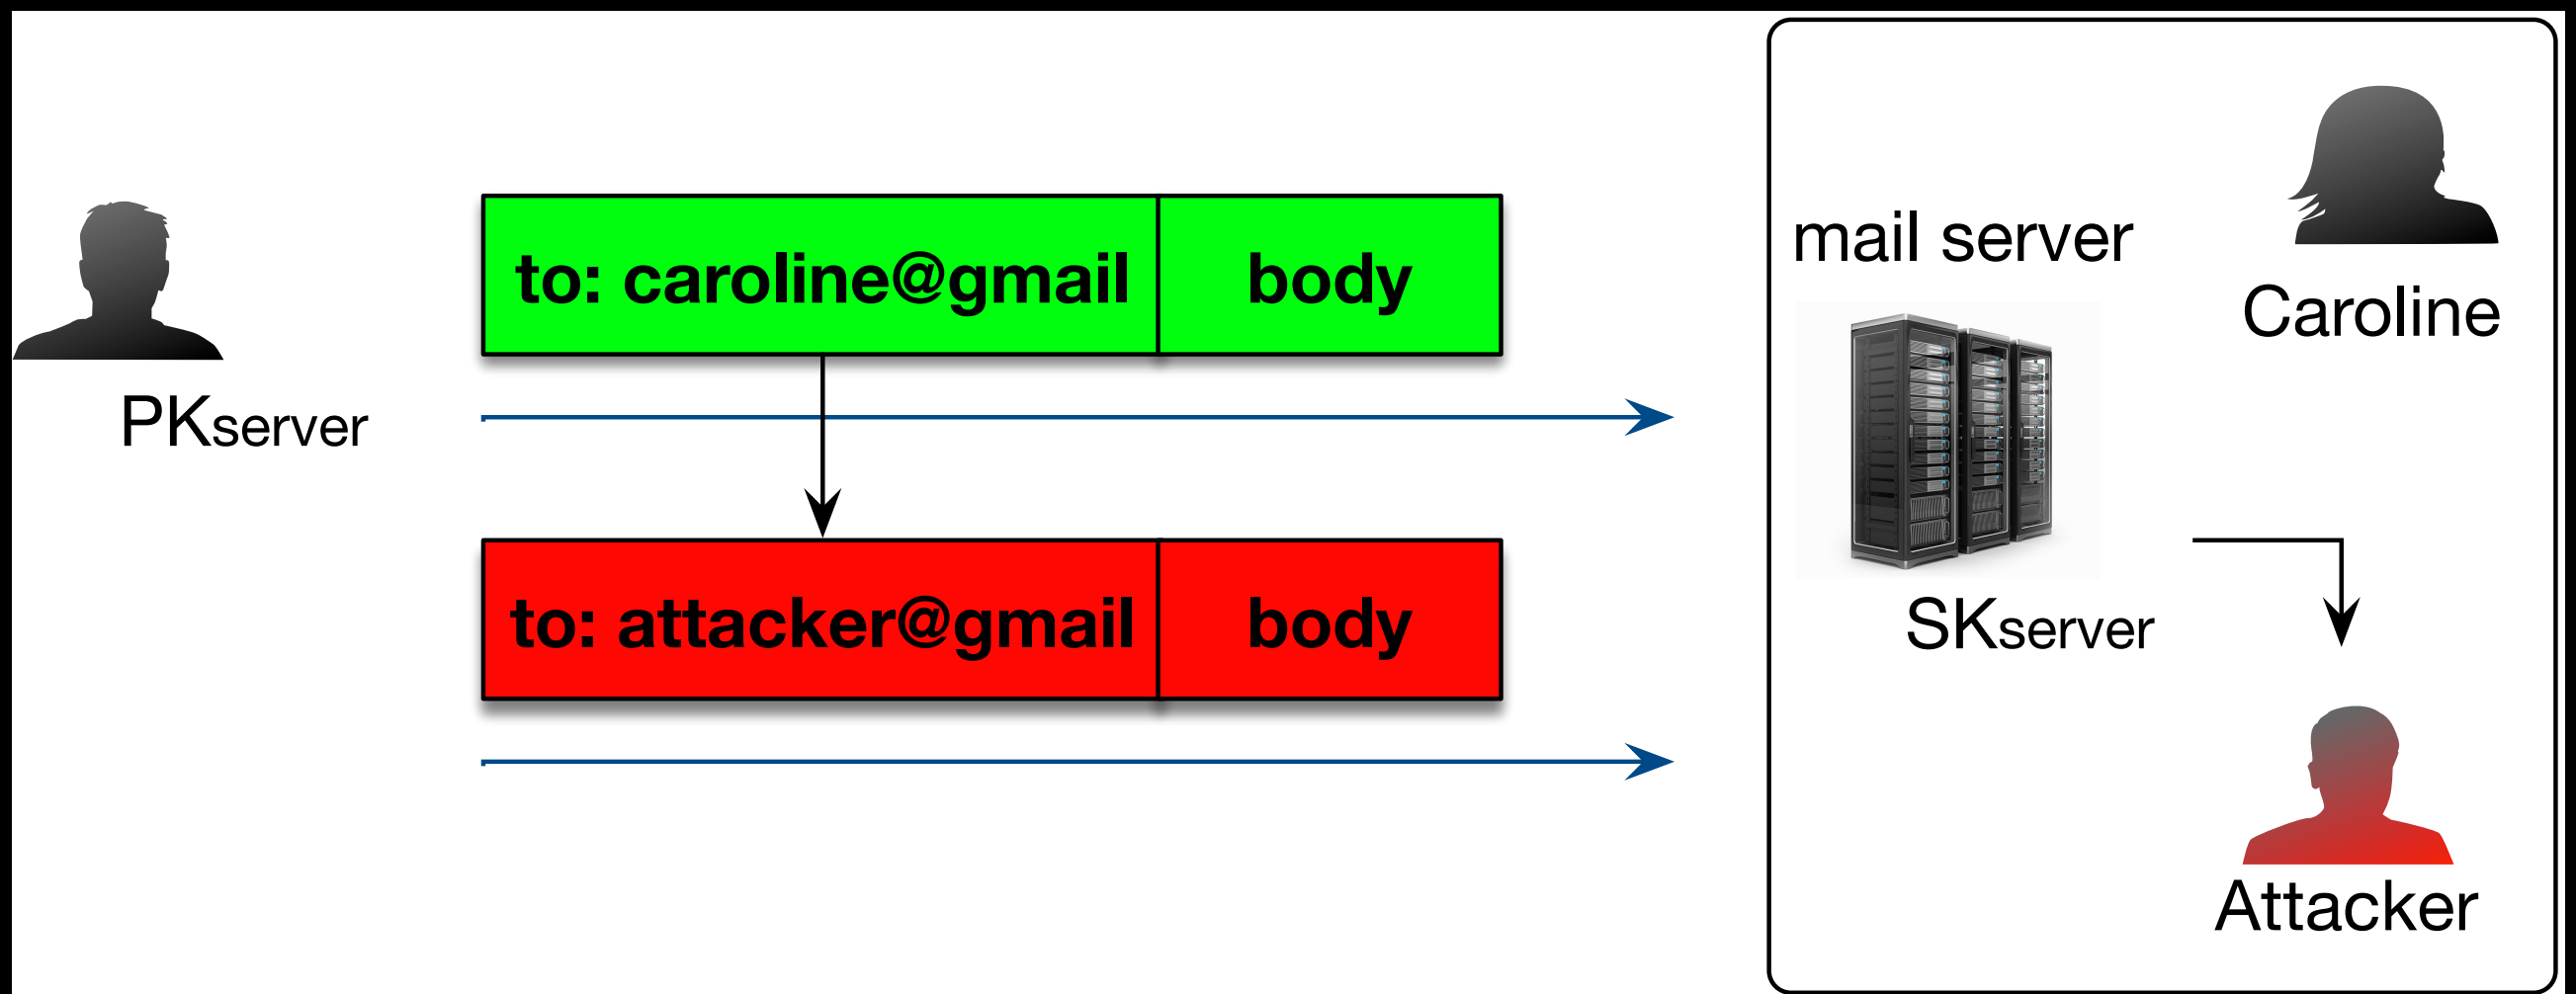 PKserver
to: caroline@gmail body
to: attacker@gmail body
mail server
SKserver
Caroline
Attacker